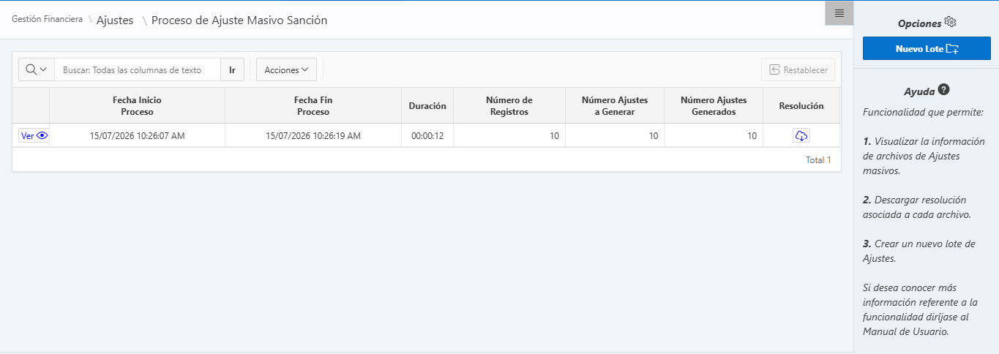 Gestión Financiera \ Ajustes \ Proceso de Ajuste Masivo Sanción
Buscar: Todas las columnas de texto
Ir
Acciones
Restablecer
Fecha Inicio
Proceso
Fecha Fin
Proceso
Duración
Número de
Registros
Número Ajustes
a Generar
Número Ajustes
Generados
Resolución
Ver
15/07/2026 10:26:07 AM
15/07/2026 10:26:19 AM
00:00:12
10
10
10
Total 1
Opciones
Nuevo Lote
Ayuda
Funcionalidad que permite:
1. Visualizar la información
de archivos de Ajustes
masivos.
2. Descargar resolución
asociada a cada archivo.
3. Crear un nuevo lote de
Ajustes.
Si desea conocer más
información referente a la
funcionalidad diríjase al
Manual de Usuario.